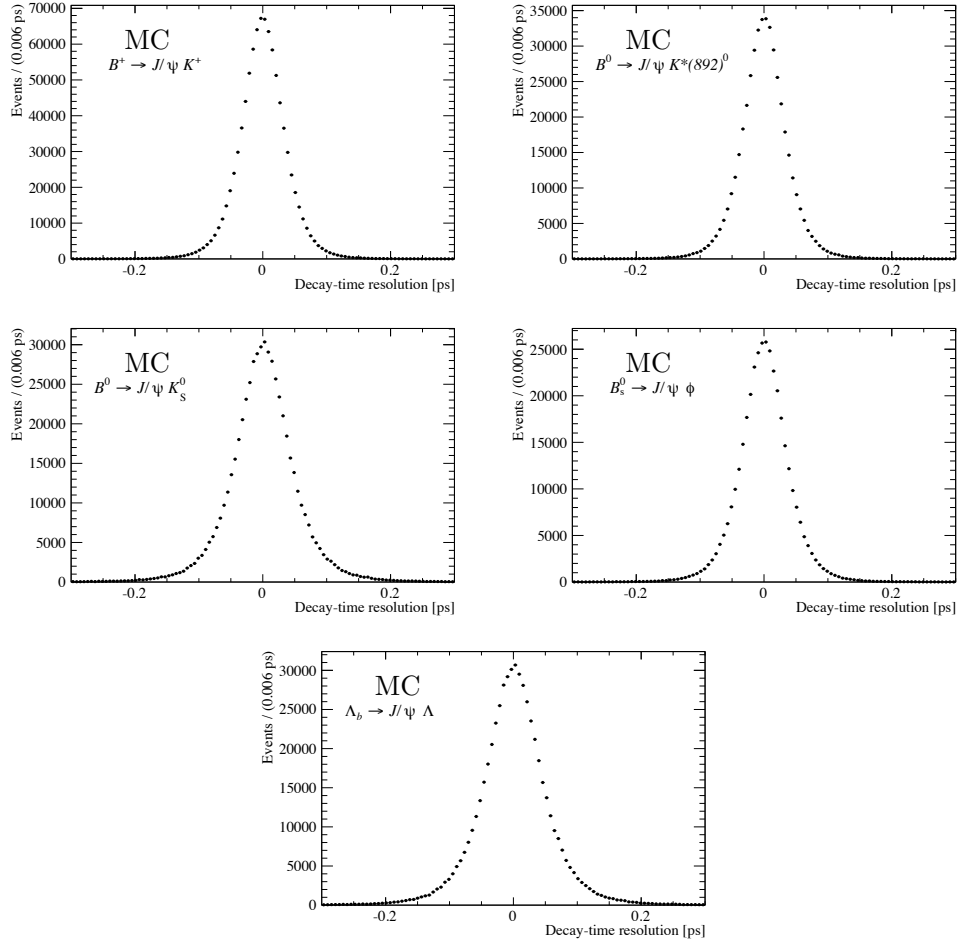 Events / (0.006 ps)
70000
60000
50000
40000
30000
20000
10000
0
MC
B⁺ → J/ψ K⁺
-0.2 0 0.2
Decay-time resolution [ps]
Events / (0.006 ps)
35000
30000
25000
20000
15000
10000
5000
0
MC
B⁰ → J/ψ K*(892)⁰
-0.2 0 0.2
Decay-time resolution [ps]
Events / (0.006 ps)
30000
25000
20000
15000
10000
5000
0
MC
B⁰ → J/ψ K⁰_S
-0.2 0 0.2
Decay-time resolution [ps]
Events / (0.006 ps)
25000
20000
15000
10000
5000
0
MC
B⁰_s → J/ψ ϕ
-0.2 0 0.2
Decay-time resolution [ps]
Events / (0.006 ps)
30000
25000
20000
15000
10000
5000
0
MC
Λ_b → J/ψ Λ
-0.2 0 0.2
Decay-time resolution [ps]